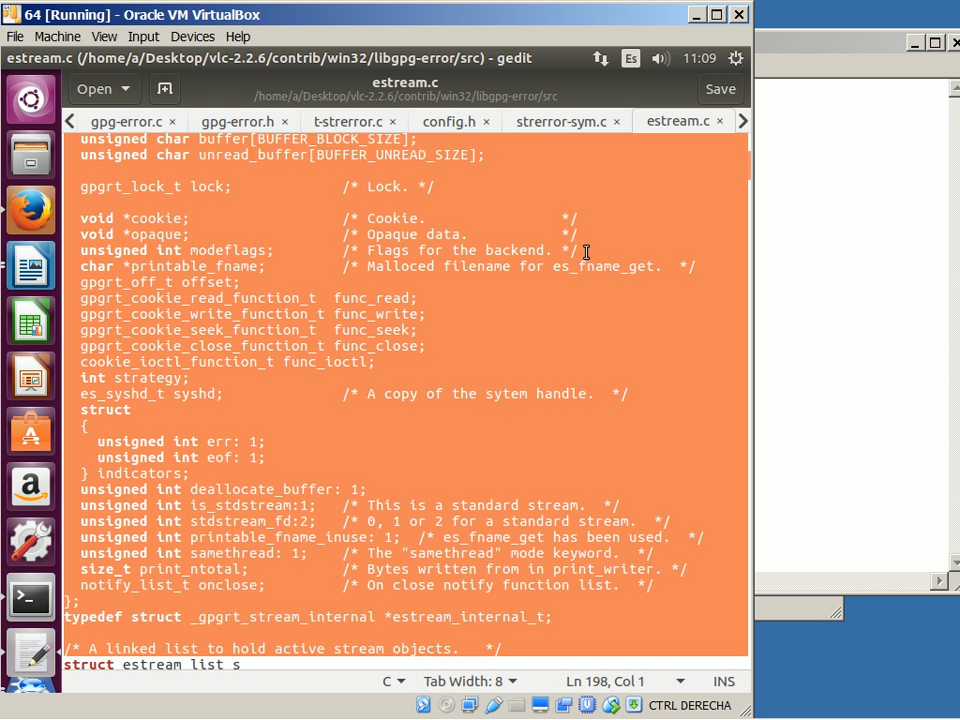 64 [Running] - Oracle VM VirtualBox
File Machine View Input Devices Help
estream.c (/home/a/Desktop/vlc-2.2.6/contrib/win32/libgpg-error/src) - gedit
Es
11:09
Open
estream.c
/home/a/Desktop/vlc-2.2.6/contrib/win32/libgpg-error/src
Save
gpg-error.c × gpg-error.h × t-strerror.c × config.h × strerror-sym.c × estream.c ×
unsigned char buffer[BUFFER_BLOCK_SIZE];
unsigned char unread_buffer[BUFFER_UNREAD_SIZE];
gpgrt_lock_t lock; /* Lock. */
void *cookie; /* Cookie. */
void *opaque; /* Opaque data. */
unsigned int modeflags; /* Flags for the backend. */
char *printable_fname; /* Malloced filename for es_fname_get. */
gpgrt_off_t offset;
gpgrt_cookie_read_function_t func_read;
gpgrt_cookie_write_function_t func_write;
gpgrt_cookie_seek_function_t func_seek;
gpgrt_cookie_close_function_t func_close;
cookie_ioctl_function_t func_ioctl;
int strategy;
es_syshd_t syshd; /* A copy of the sytem handle. */
struct
{
unsigned int err: 1;
unsigned int eof: 1;
} indicators;
unsigned int deallocate_buffer: 1;
unsigned int is_stdstream:1; /* This is a standard stream. */
unsigned int stdstream_fd:2; /* 0, 1 or 2 for a standard stream. */
unsigned int printable_fname_inuse: 1; /* es_fname_get has been used. */
unsigned int samethread: 1; /* The "samethread" mode keyword. */
size_t print_ntotal; /* Bytes written from in print_writer. */
notify_list_t onclose; /* On close notify function list. */
};
typedef struct _gpgrt_stream_internal *estream_internal_t;
/* A linked list to hold active stream objects. */
struct estream_list_s
C Tab Width: 8 Ln 198, Col 1 INS
CTRL DERECHA